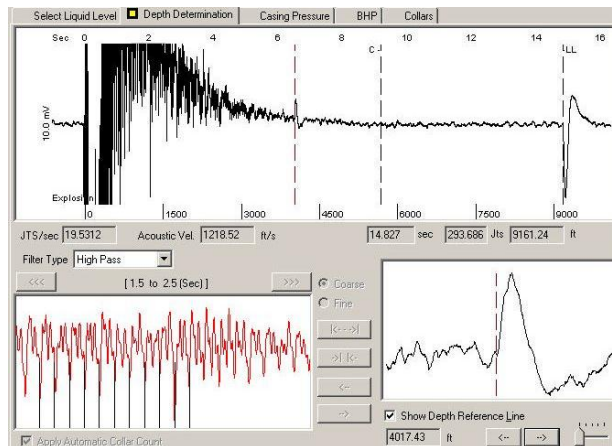 Select Liquid Level Depth Determination Casing Pressure BHP Collars
Sec 0 2 4 6 8 10 12 14 16
C LL
10.0 mV
Explosion
0 1500 3000 4500 6000 7500 9000
JTS/sec 19.5312 Acoustic Vel. 1218.52 ft/s 14.827 sec 293.686 Jts 9161.24 ft
Filter Type High Pass
<<< [ 1.5 to 2.5 (Sec) ] >>>
Coarse
Fine
|<-- -->|
->| |<-
<--
-->
Apply Automatic Collar Count
Show Depth Reference Line
4017.43 ft <-- -->